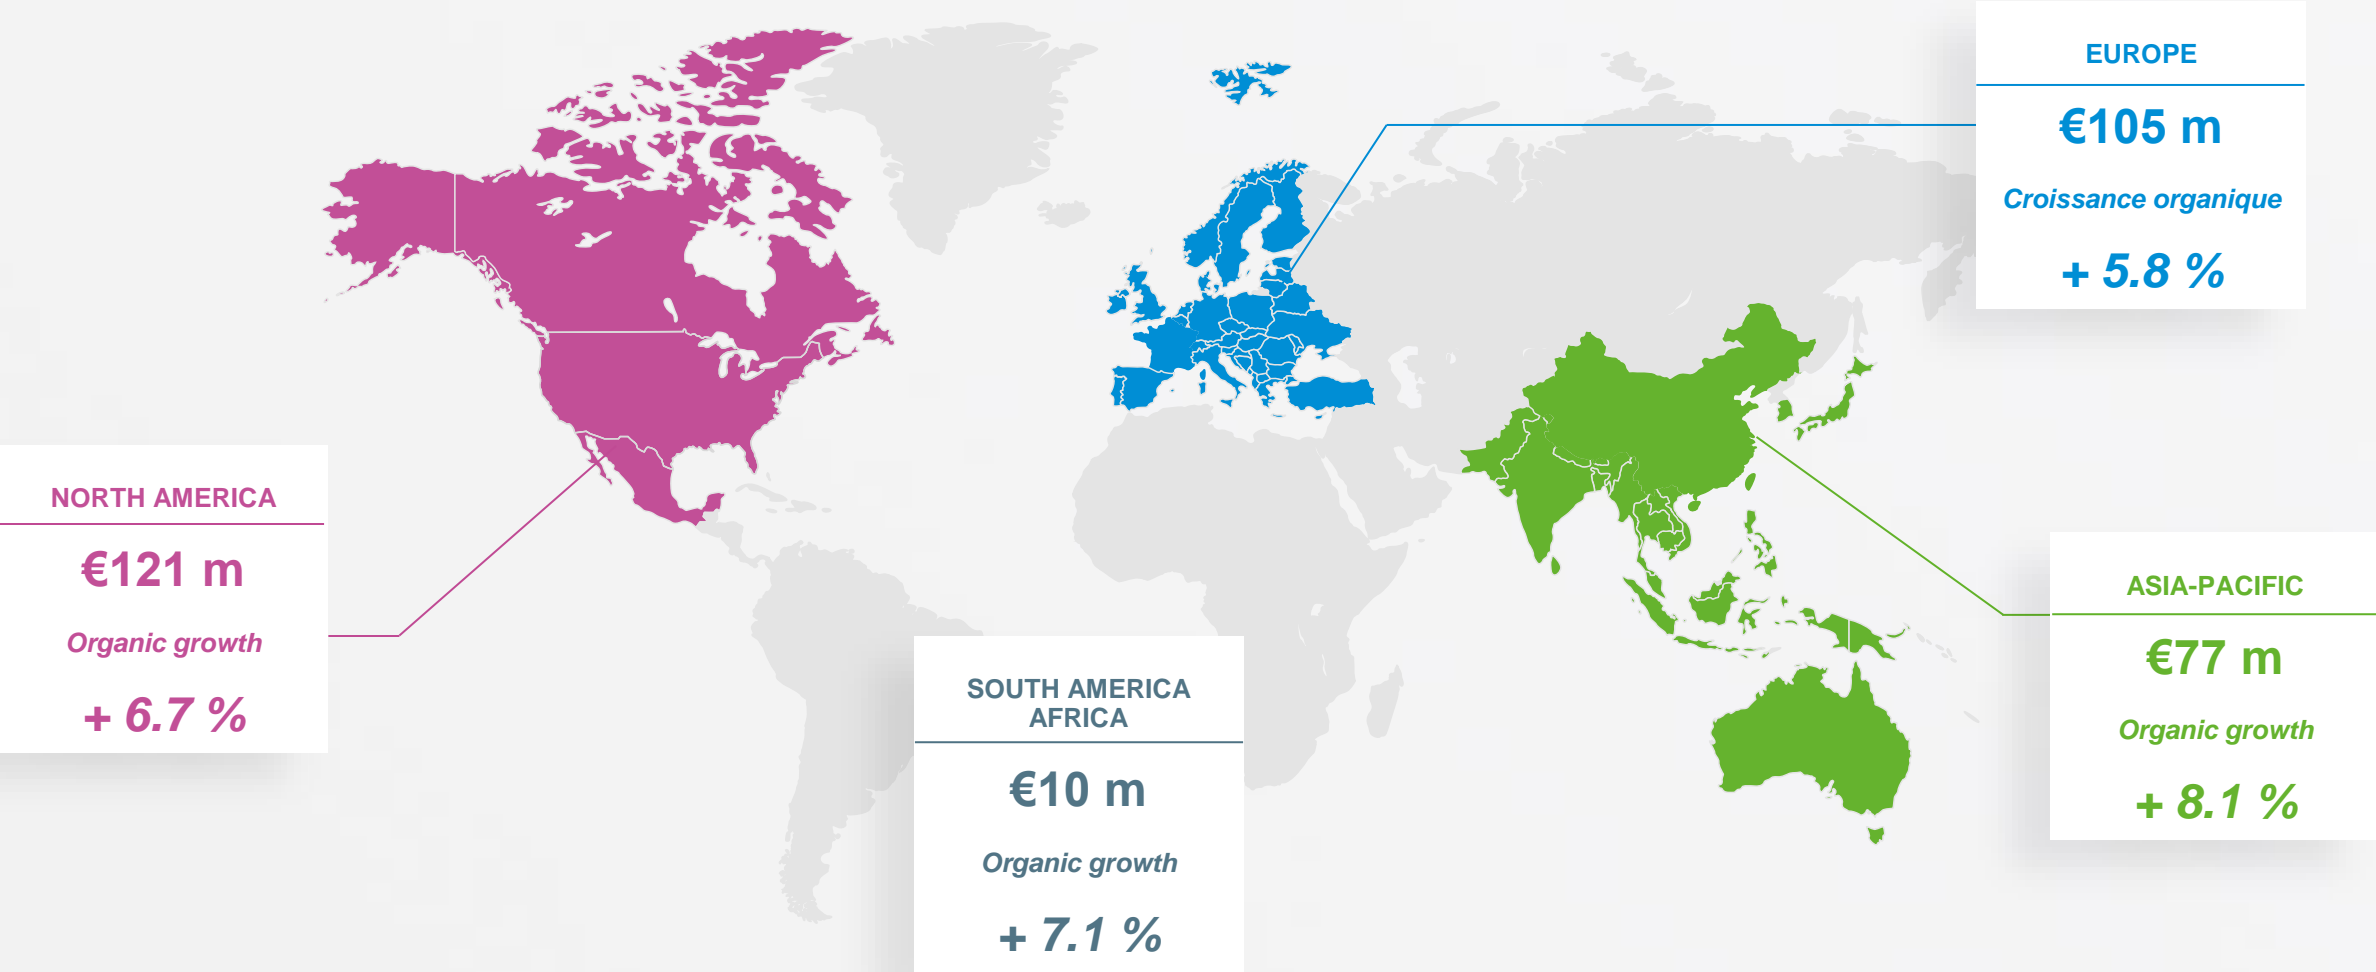 EUROPE
€105 m
Croissance organique
+ 5.8 %
NORTH AMERICA
€121 m
Organic growth
+ 6.7 %
SOUTH AMERICA
AFRICA
€10 m
Organic growth
+ 7.1 %
ASIA-PACIFIC
€77 m
Organic growth
+ 8.1 %